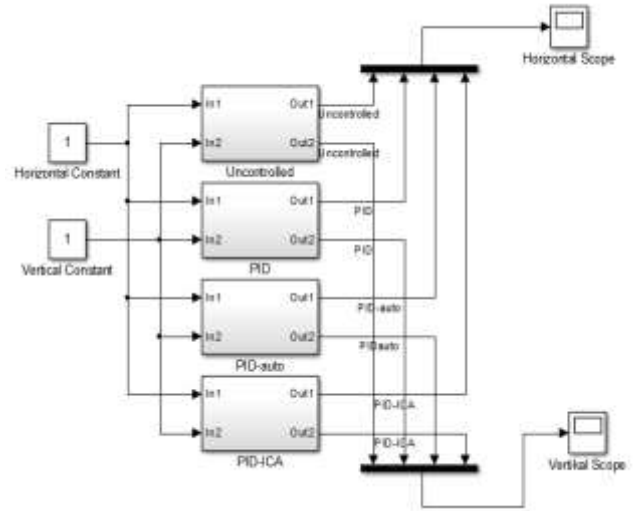 Horizontal Scope
In1
Out1
Uncontrolled
1
In2
Out2
Uncontrolled
Horizontal Constant
Uncontrolled
In1
Out1
PID
1
In2
Out2
PID
Vertical Constant
PID
In1
Out1
PID-auto
In2
Out2
PIDauto
PID-auto
In1
Out1
PID-ICA
In2
Out2
PID-ICA
PID-ICA
Vertikal Scope